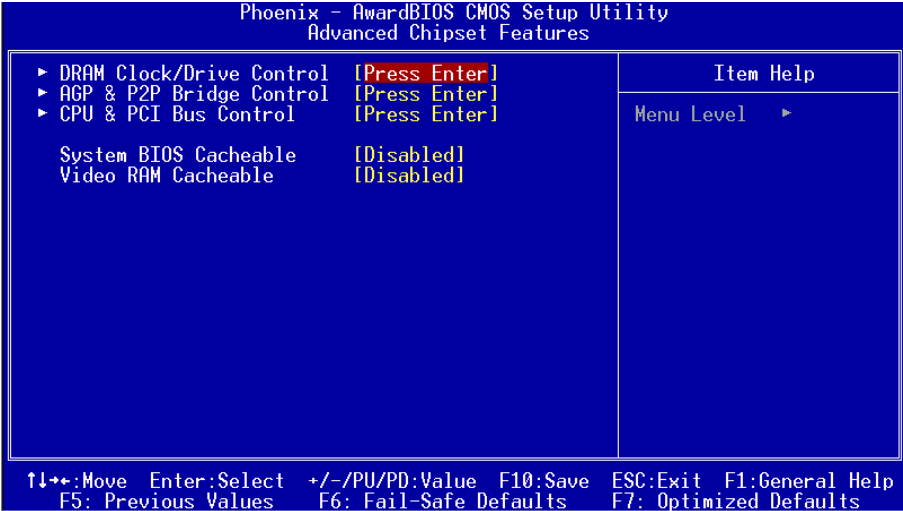 Phoenix - AwardBIOS CMOS Setup Utility
Advanced Chipset Features
► DRAM Clock/Drive Control [Press Enter]
► AGP & P2P Bridge Control [Press Enter]
► CPU & PCI Bus Control [Press Enter]
System BIOS Cacheable [Disabled]
Video RAM Cacheable [Disabled]
Item Help
Menu Level ►
↑↓→←:Move Enter:Select +/-/PU/PD:Value F10:Save ESC:Exit F1:General Help
F5: Previous Values F6: Fail-Safe Defaults F7: Optimized Defaults